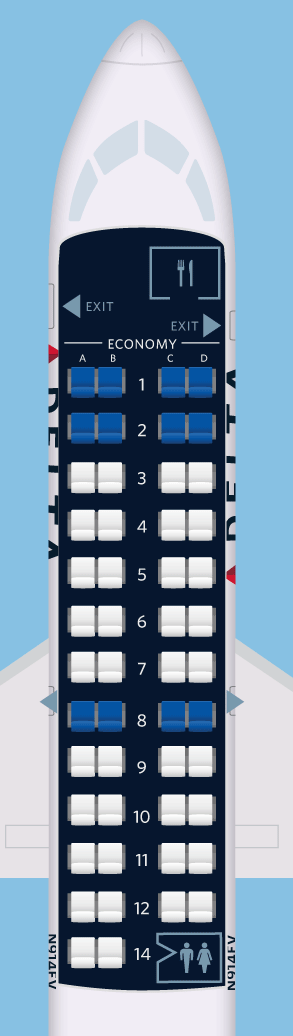 EXIT
EXIT
ECONOMY
A B C D
1
2
3
4
5
6
7
8
9
10
11
12
14
DELTA
DELTA
N914EV
N914EV